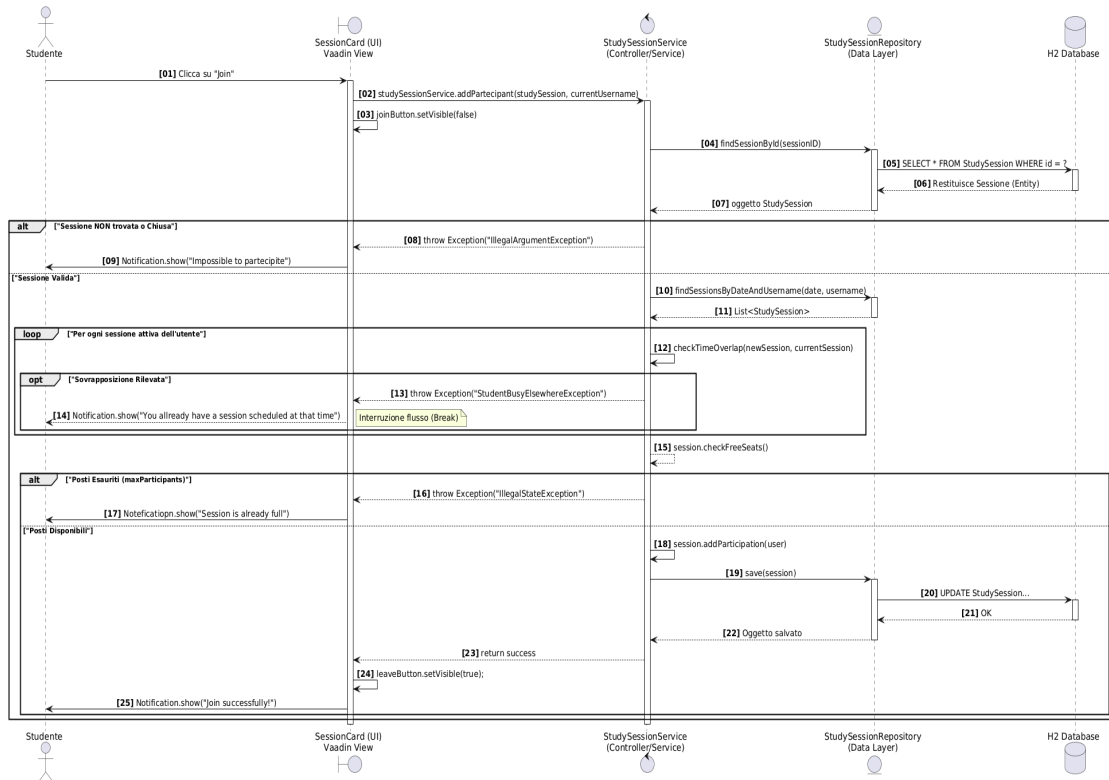 Studente
SessionCard (UI)
Vaadin View
StudySessionService
(Controller/Service)
StudySessionRepository
(Data Layer)
H2 Database
[01] Clicca su "Join"
[02] studySessionService.addPartecipant(studySession, currentUsername)
[03] joinButton.setVisible(false)
[04] findSessionById(sessionID)
[05] SELECT * FROM StudySession WHERE id = ?
[06] Restituisce Sessione (Entity)
[07] oggetto StudySession
alt ["Sessione NON trovata o Chiusa"]
[08] throw Exception("IllegalArgumentException")
[09] Notification.show("Impossible to partecipite")
["Sessione Valida"]
[10] findSessionsByDateAndUsername(date, username)
[11] List<StudySession>
loop ["Per ogni sessione attiva dell'utente"]
[12] checkTimeOverlap(newSession, currentSession)
opt ["Sovrapposizione Rilevata"]
[13] throw Exception("StudentBusyElsewhereException")
[14] Notification.show("You allready have a session scheduled at that time")
Interruzione flusso (Break)
[15] session.checkFreeSeats()
alt ["Posti Esauriti (maxParticipants)"]
[16] throw Exception("IllegalStateException")
[17] Noteficatiopn.show("Session is already full")
["Posti Disponibili"]
[18] session.addParticipation(user)
[19] save(session)
[20] UPDATE StudySession...
[21] OK
[22] Oggetto salvato
[23] return success
[24] leaveButton.setVisible(true);
[25] Notification.show("Join successfully!")
Studente
SessionCard (UI)
Vaadin View
StudySessionService
(Controller/Service)
StudySessionRepository
(Data Layer)
H2 Database